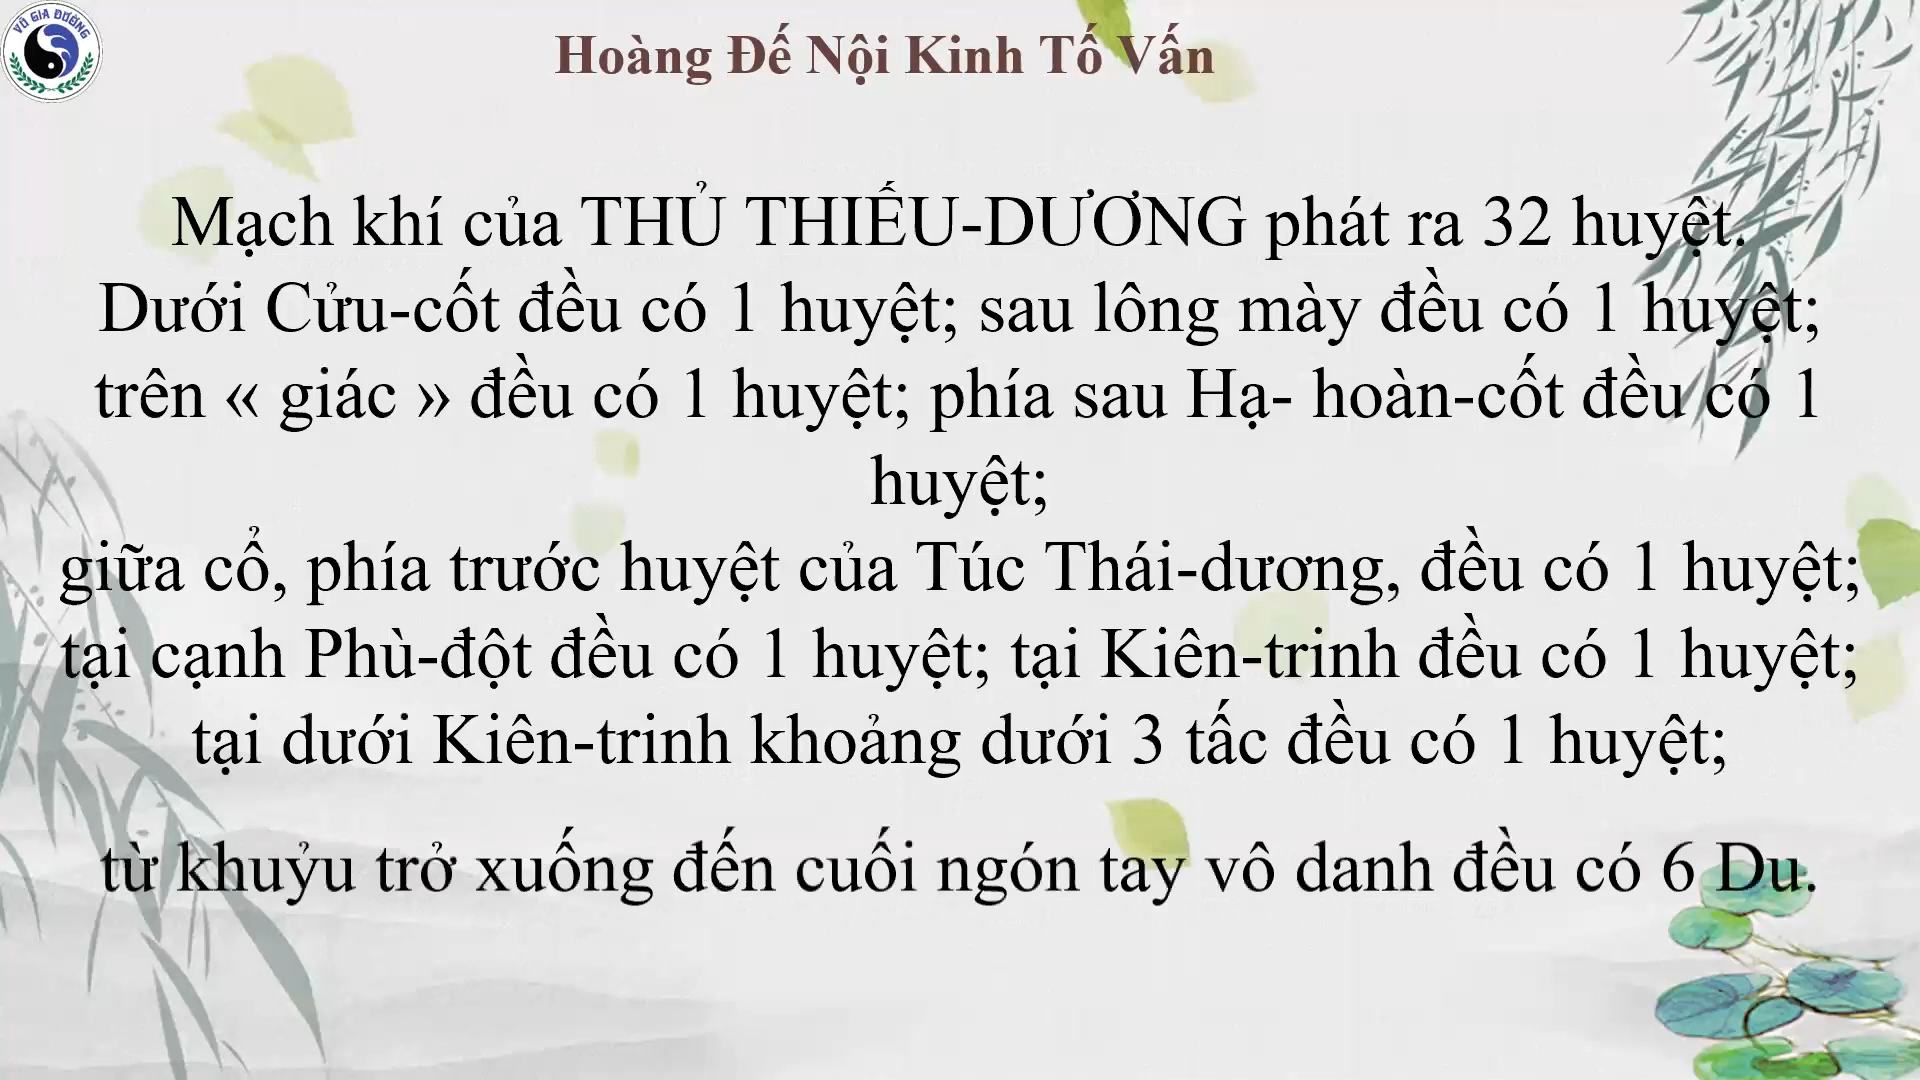 VÕ GIA ĐƯỜNG
Hoàng Đế Nội Kinh Tố Vấn
Mạch khí của THỦ THIẾU-DƯƠNG phát ra 32 huyệt.
Dưới Cửu-cốt đều có 1 huyệt; sau lông mày đều có 1 huyệt;
trên « giác » đều có 1 huyệt; phía sau Hạ- hoàn-cốt đều có 1
huyệt;
giữa cổ, phía trước huyệt của Túc Thái-dương, đều có 1 huyệt;
tại cạnh Phù-đột đều có 1 huyệt; tại Kiên-trinh đều có 1 huyệt;
tại dưới Kiên-trinh khoảng dưới 3 tấc đều có 1 huyệt;
từ khuỷu trở xuống đến cuối ngón tay vô danh đều có 6 Du.